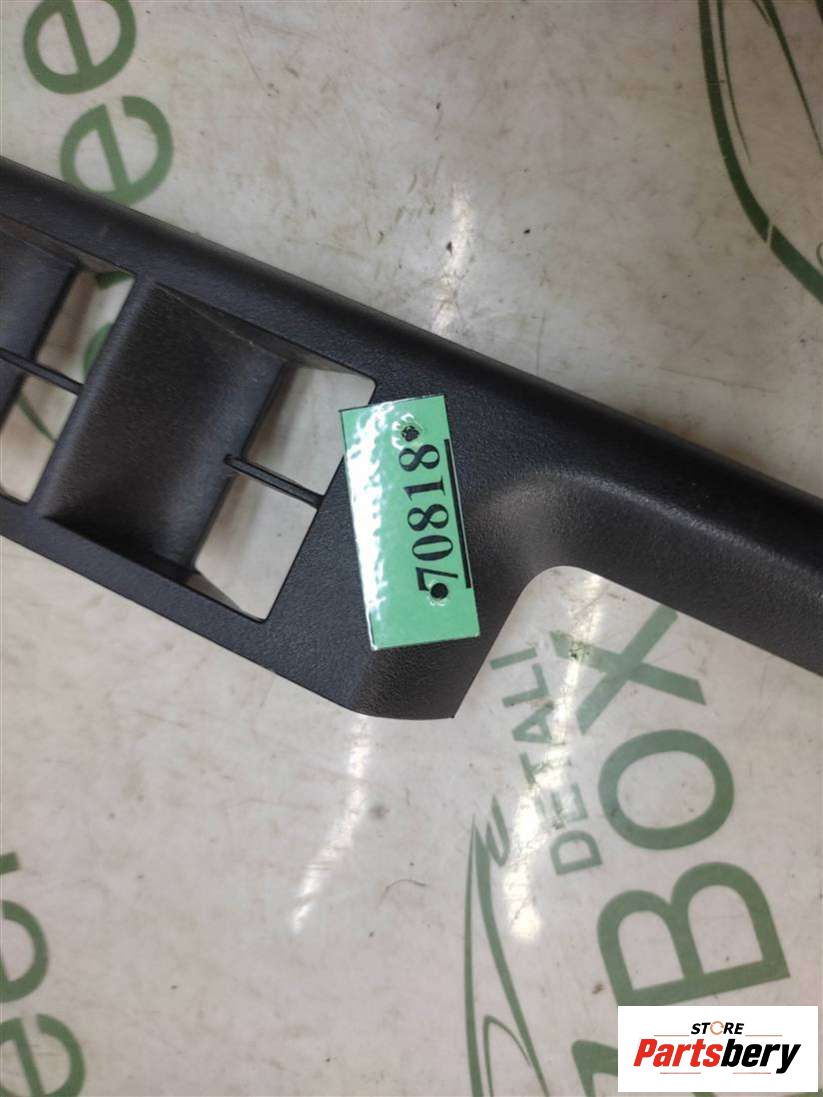 70818
DETALI
BOX
STORE
Partsbery